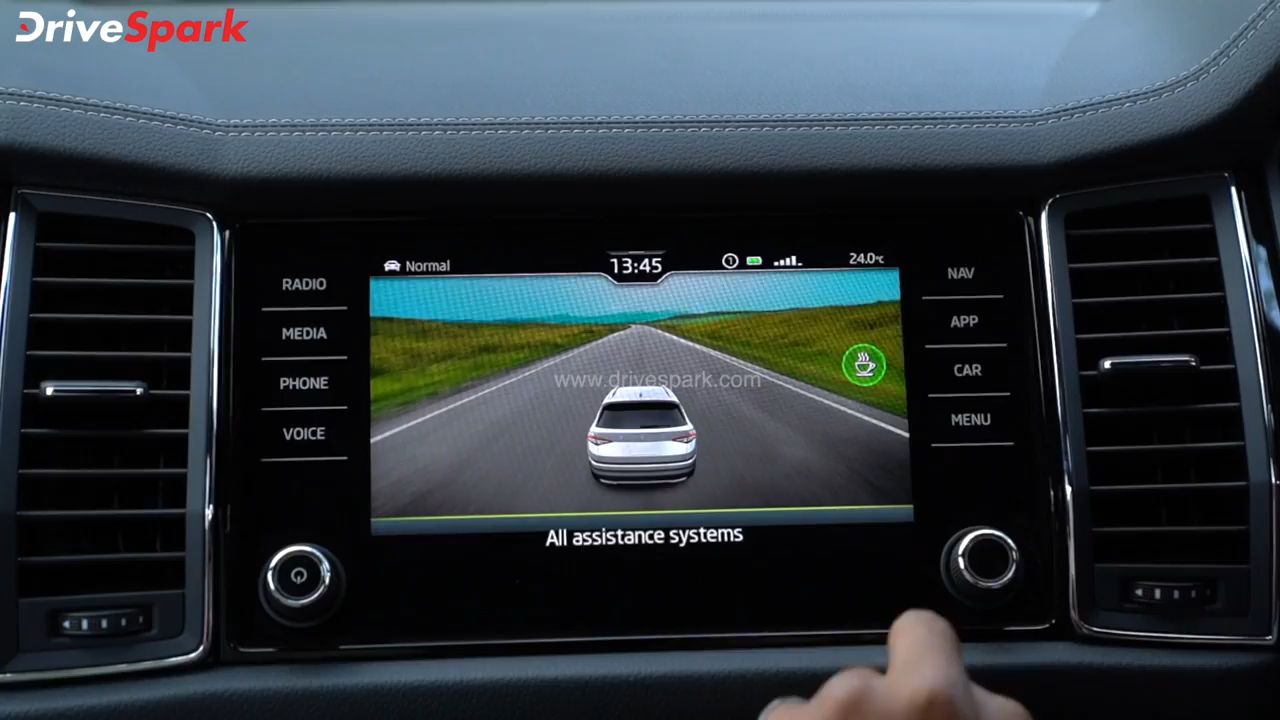 DriveSpark
Normal
13:45
1
24.0°C
RADIO
MEDIA
PHONE
VOICE
NAV
APP
CAR
MENU
www.drivespark.com
All assistance systems